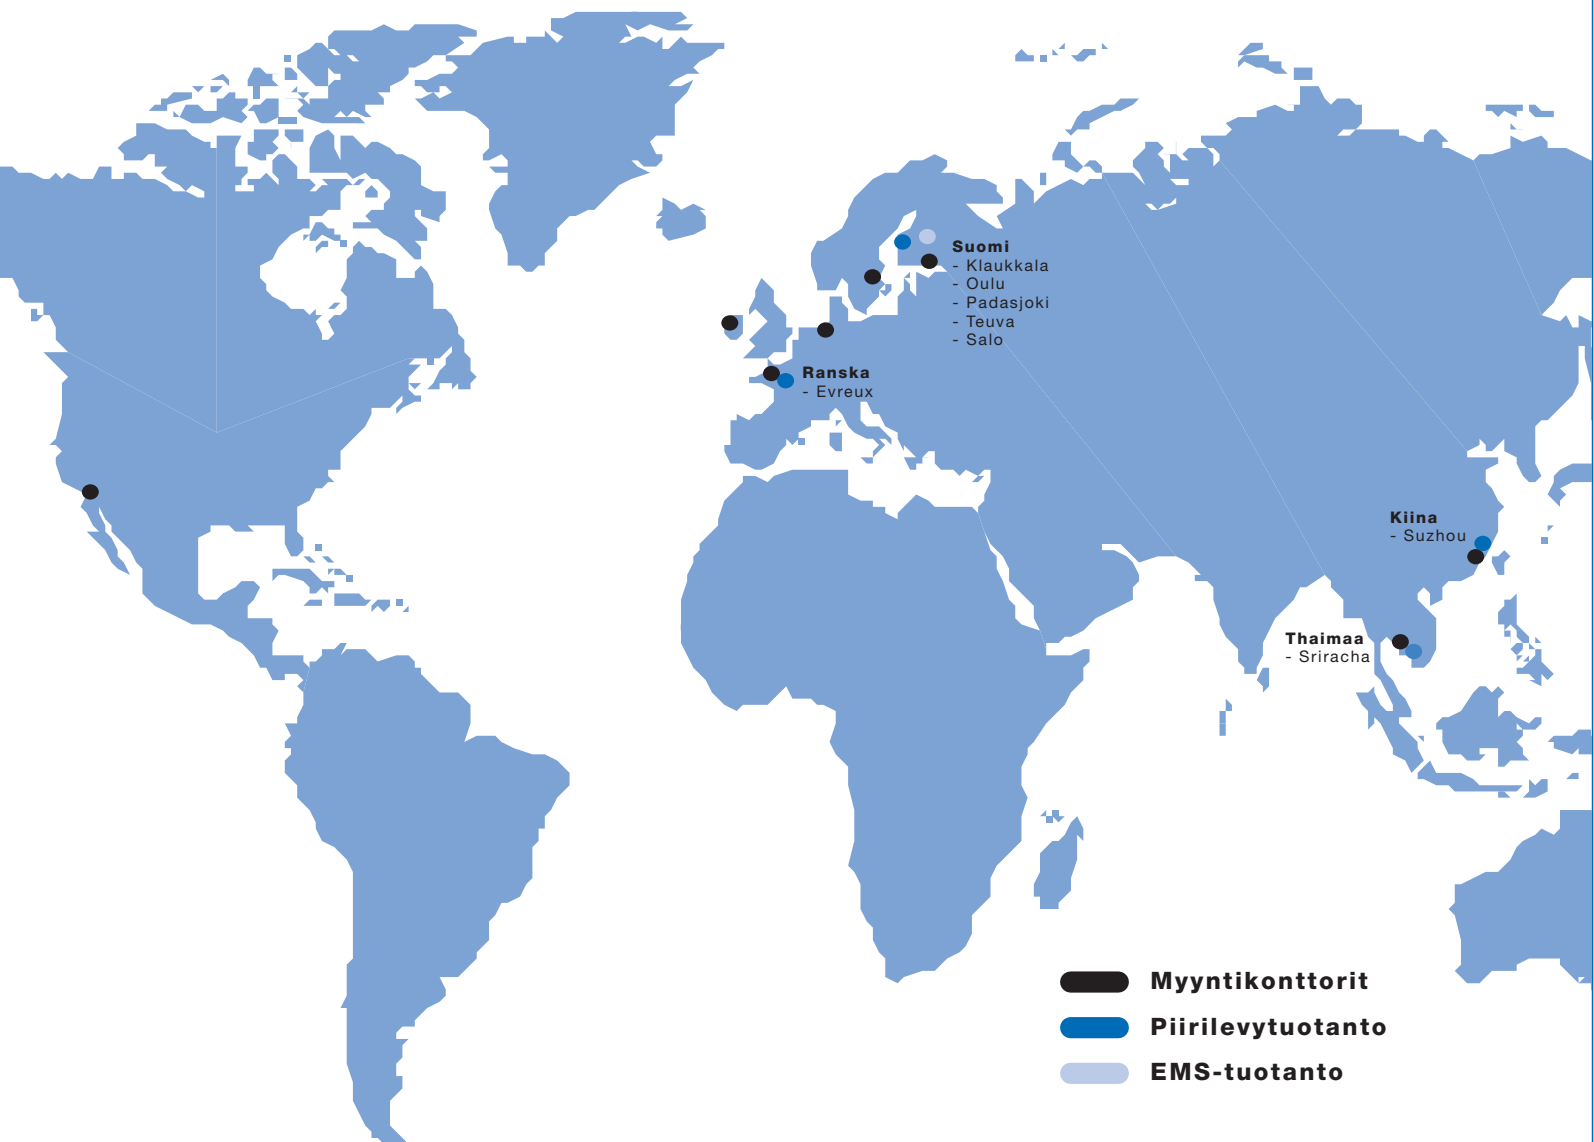 Suomi
- Klaukkala
- Oulu
- Padasjoki
- Teuva
- Salo
Ranska
- Evreux
Kiina
- Suzhou
Thaimaa
- Sriracha
Myyntikonttorit
Piirilevytuotanto
EMS-tuotanto